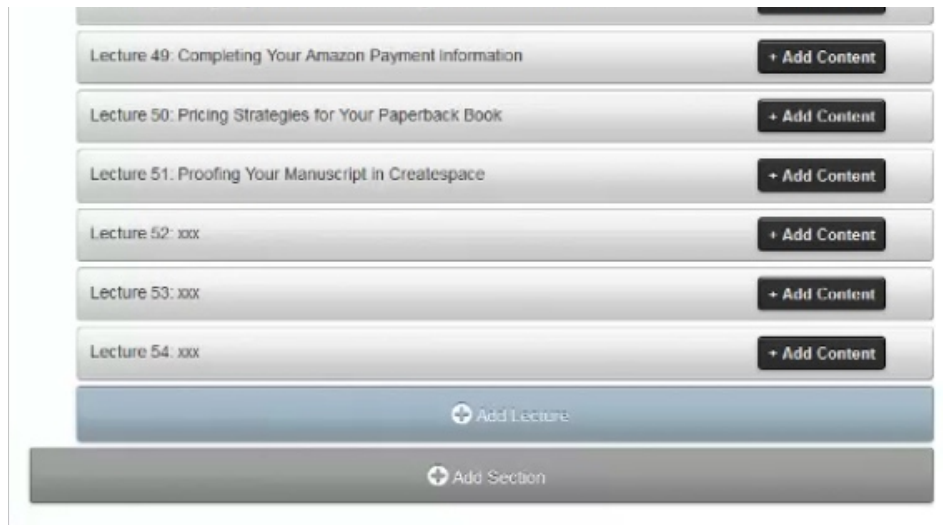 Lecture 49: Completing Your Amazon Payment Information
+ Add Content
Lecture 50: Pricing Strategies for Your Paperback Book
+ Add Content
Lecture 51: Proofing Your Manuscript in Createspace
+ Add Content
Lecture 52: xxx
+ Add Content
Lecture 53: xxx
+ Add Content
Lecture 54: xxx
+ Add Content
Add Lecture
Add Section